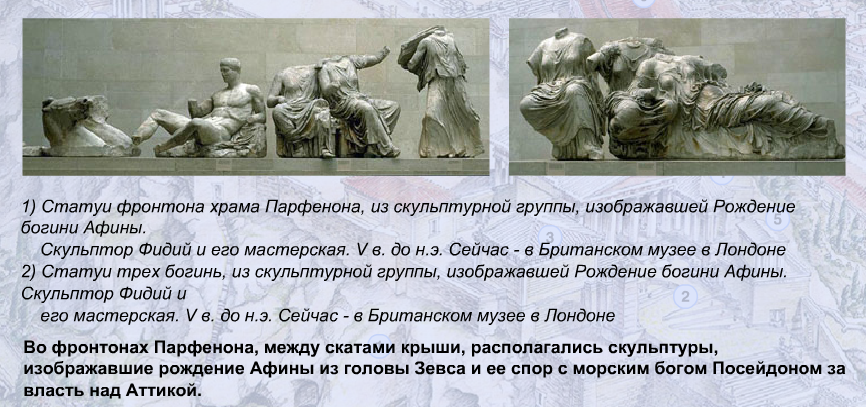 1) Статуи фронтона храма Парфенона, из скульптурной группы, изображавшей Рождение
богини Афины.
Скульптор Фидий и его мастерская. V в. до н.э. Сейчас - в Британском музее в Лондоне
2) Статуи трех богинь, из скульптурной группы, изображавшей Рождение богини Афины.
Скульптор Фидий и
его мастерская. V в. до н.э. Сейчас - в Британском музее в Лондоне
Во фронтонах Парфенона, между скатами крыши, располагались скульптуры,
изображавшие рождение Афины из головы Зевса и ее спор с морским богом Посейдоном за
власть над Аттикой.
5
3
2